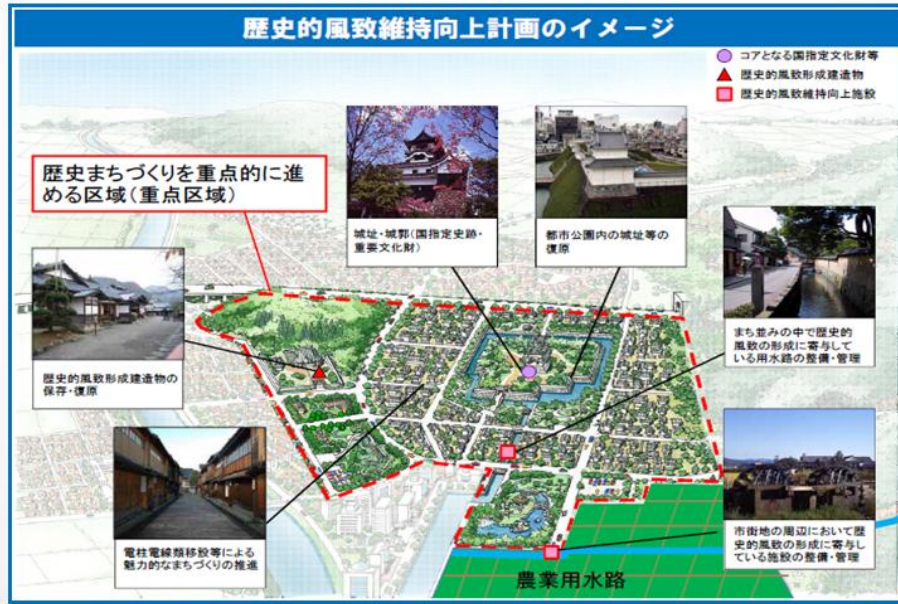 歴史的風致維持向上計画のイメージ
コアとなる国指定文化財等
歴史的風致形成建造物
歴史的風致維持向上施設
歴史まちづくりを重点的に進
める区域(重点区域)
城址・城郭(国指定史跡・
重要文化財)
都市公園内の城址等の
復原
まち並みの中で歴史的
風致の形成に寄与して
いる用水路の整備・管理
歴史的風致形成建造物の
保存・復原
電柱電線類移設等による
魅力的なまちづくりの推進
市街地の周辺において歴
史的風致の形成に寄与し
ている施設の整備・管理
農業用水路